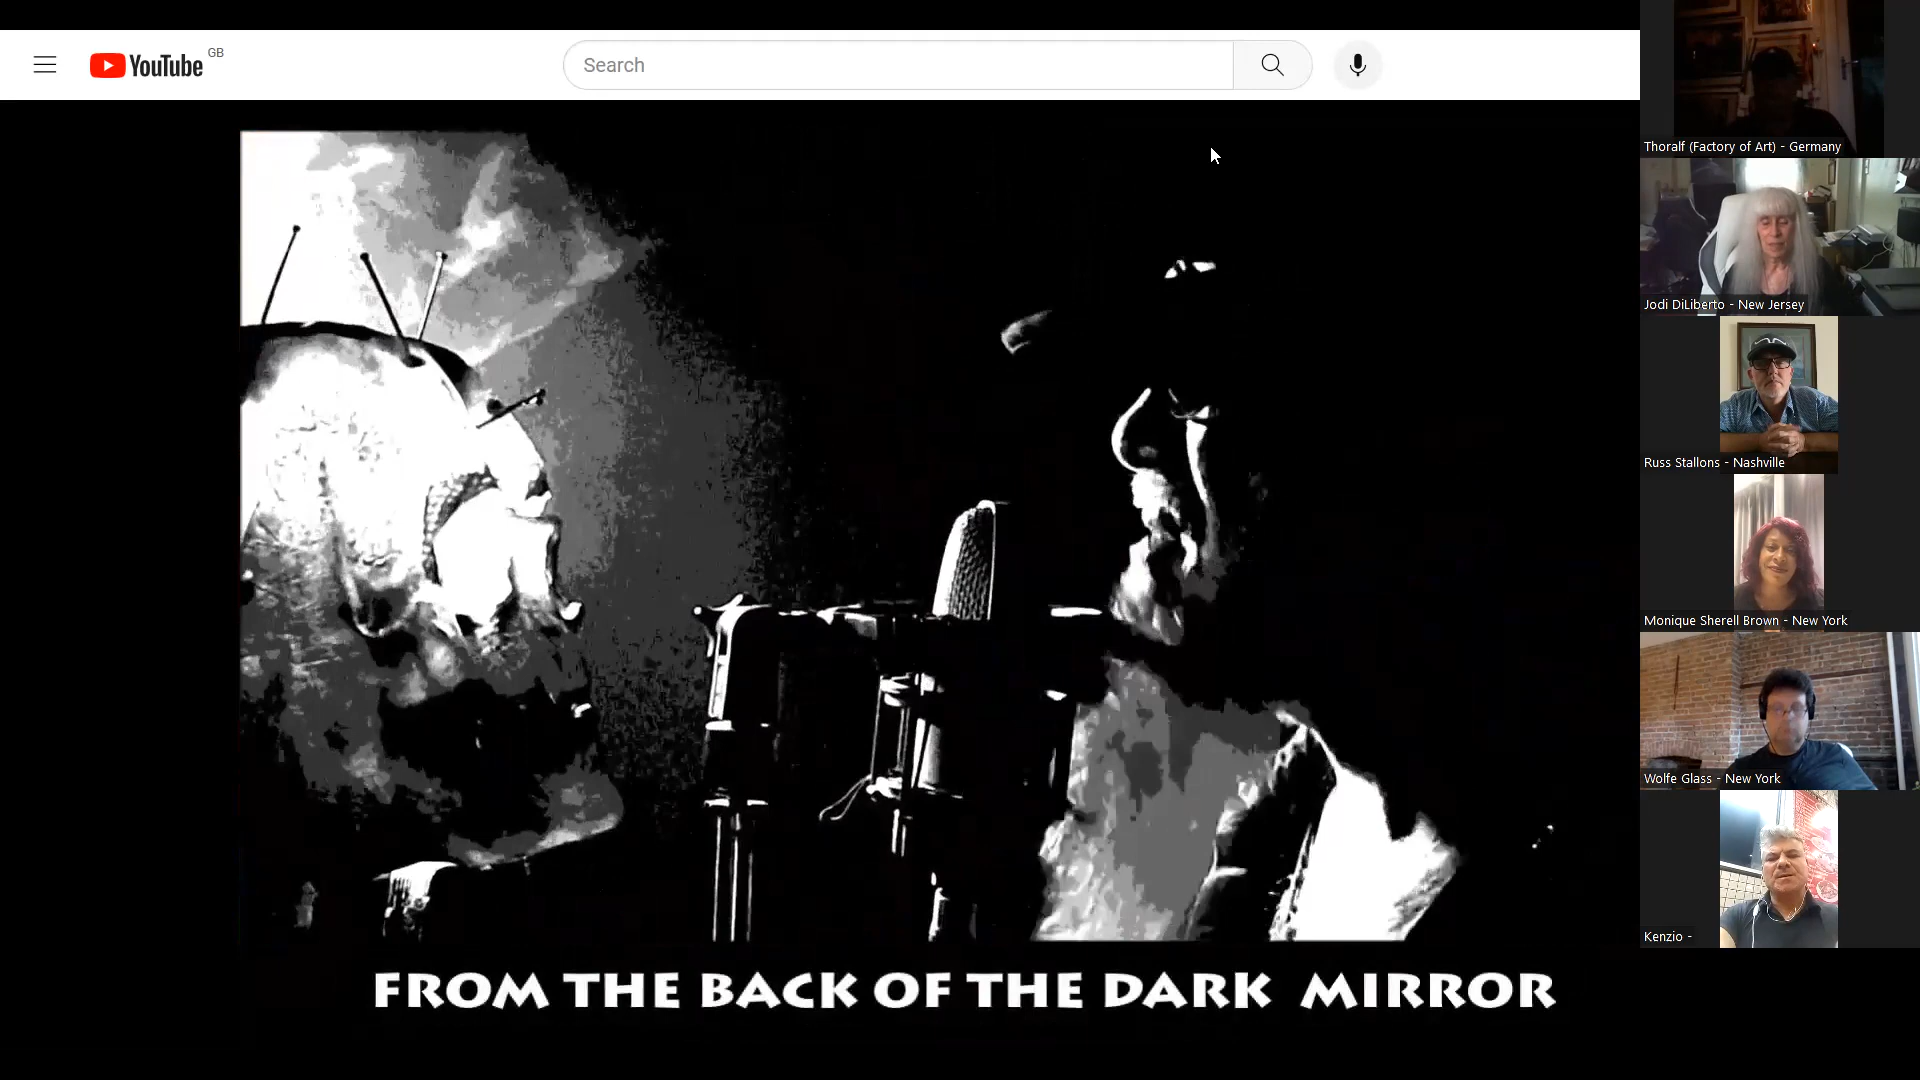 YouTube GB
Search
FROM THE BACK OF THE DARK MIRROR
Thoralf (Factory of Art) - Germany
Jodi DiLiberto - New Jersey
Russ Stallons - Nashville
Monique Sherell Brown - New York
Wolfe Glass - New York
Kenzio -